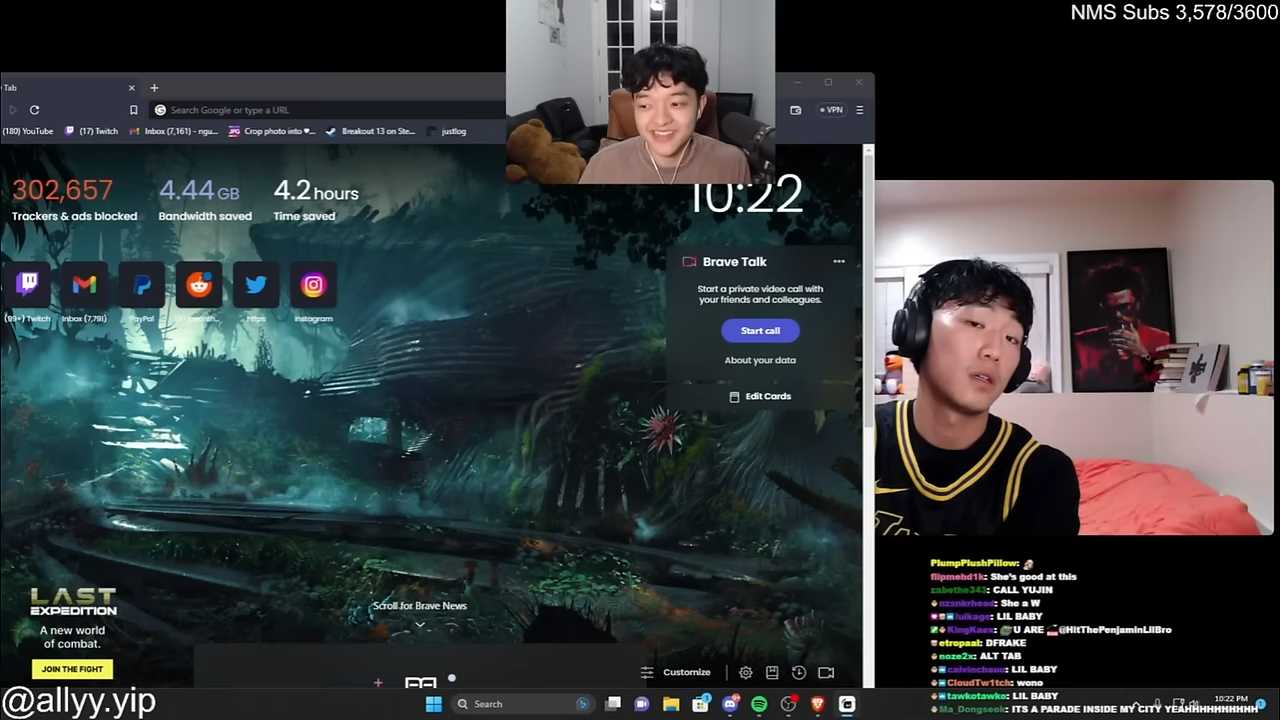 NMS Subs 3,578/3600
Tab
Search Google or type a URL
VPN
(180) YouTube
(17) Twitch
Inbox (7,161) - ngu...
Crop photo into ♥...
Breakout 13 on Ste...
justlog
302,657
Trackers & ads blocked
4.44 GB
Bandwidth saved
4.2 hours
Time saved
10:22
Brave Talk
Start a private video call with
your friends and colleagues.
Start call
About your data
Edit Cards
(99+) Twitch
Inbox (7,791)
PayPal
https
Instagram
LAST
EXPEDITION
A new world
of combat.
JOIN THE FIGHT
Scroll for Brave News
Customize
PlumpPlushPillow:
flipmehd1k: She's good at this
zabethe343: CALL YUJIN
nzsnkrhead: She a W
luikage: LIL BABY
KingKaex: U ARE @HitThePenjaminLilBro
etropaal: DFRAKE
noze2x: ALT TAB
calvinchauu: LIL BABY
CloudTw1tch: wono
tawkotawko: LIL BABY
Ma_Dongseok: ITS A PARADE INSIDE MY CITY YEAHHHHHHHHHH
@allyy.yip
Search
10:22 PM